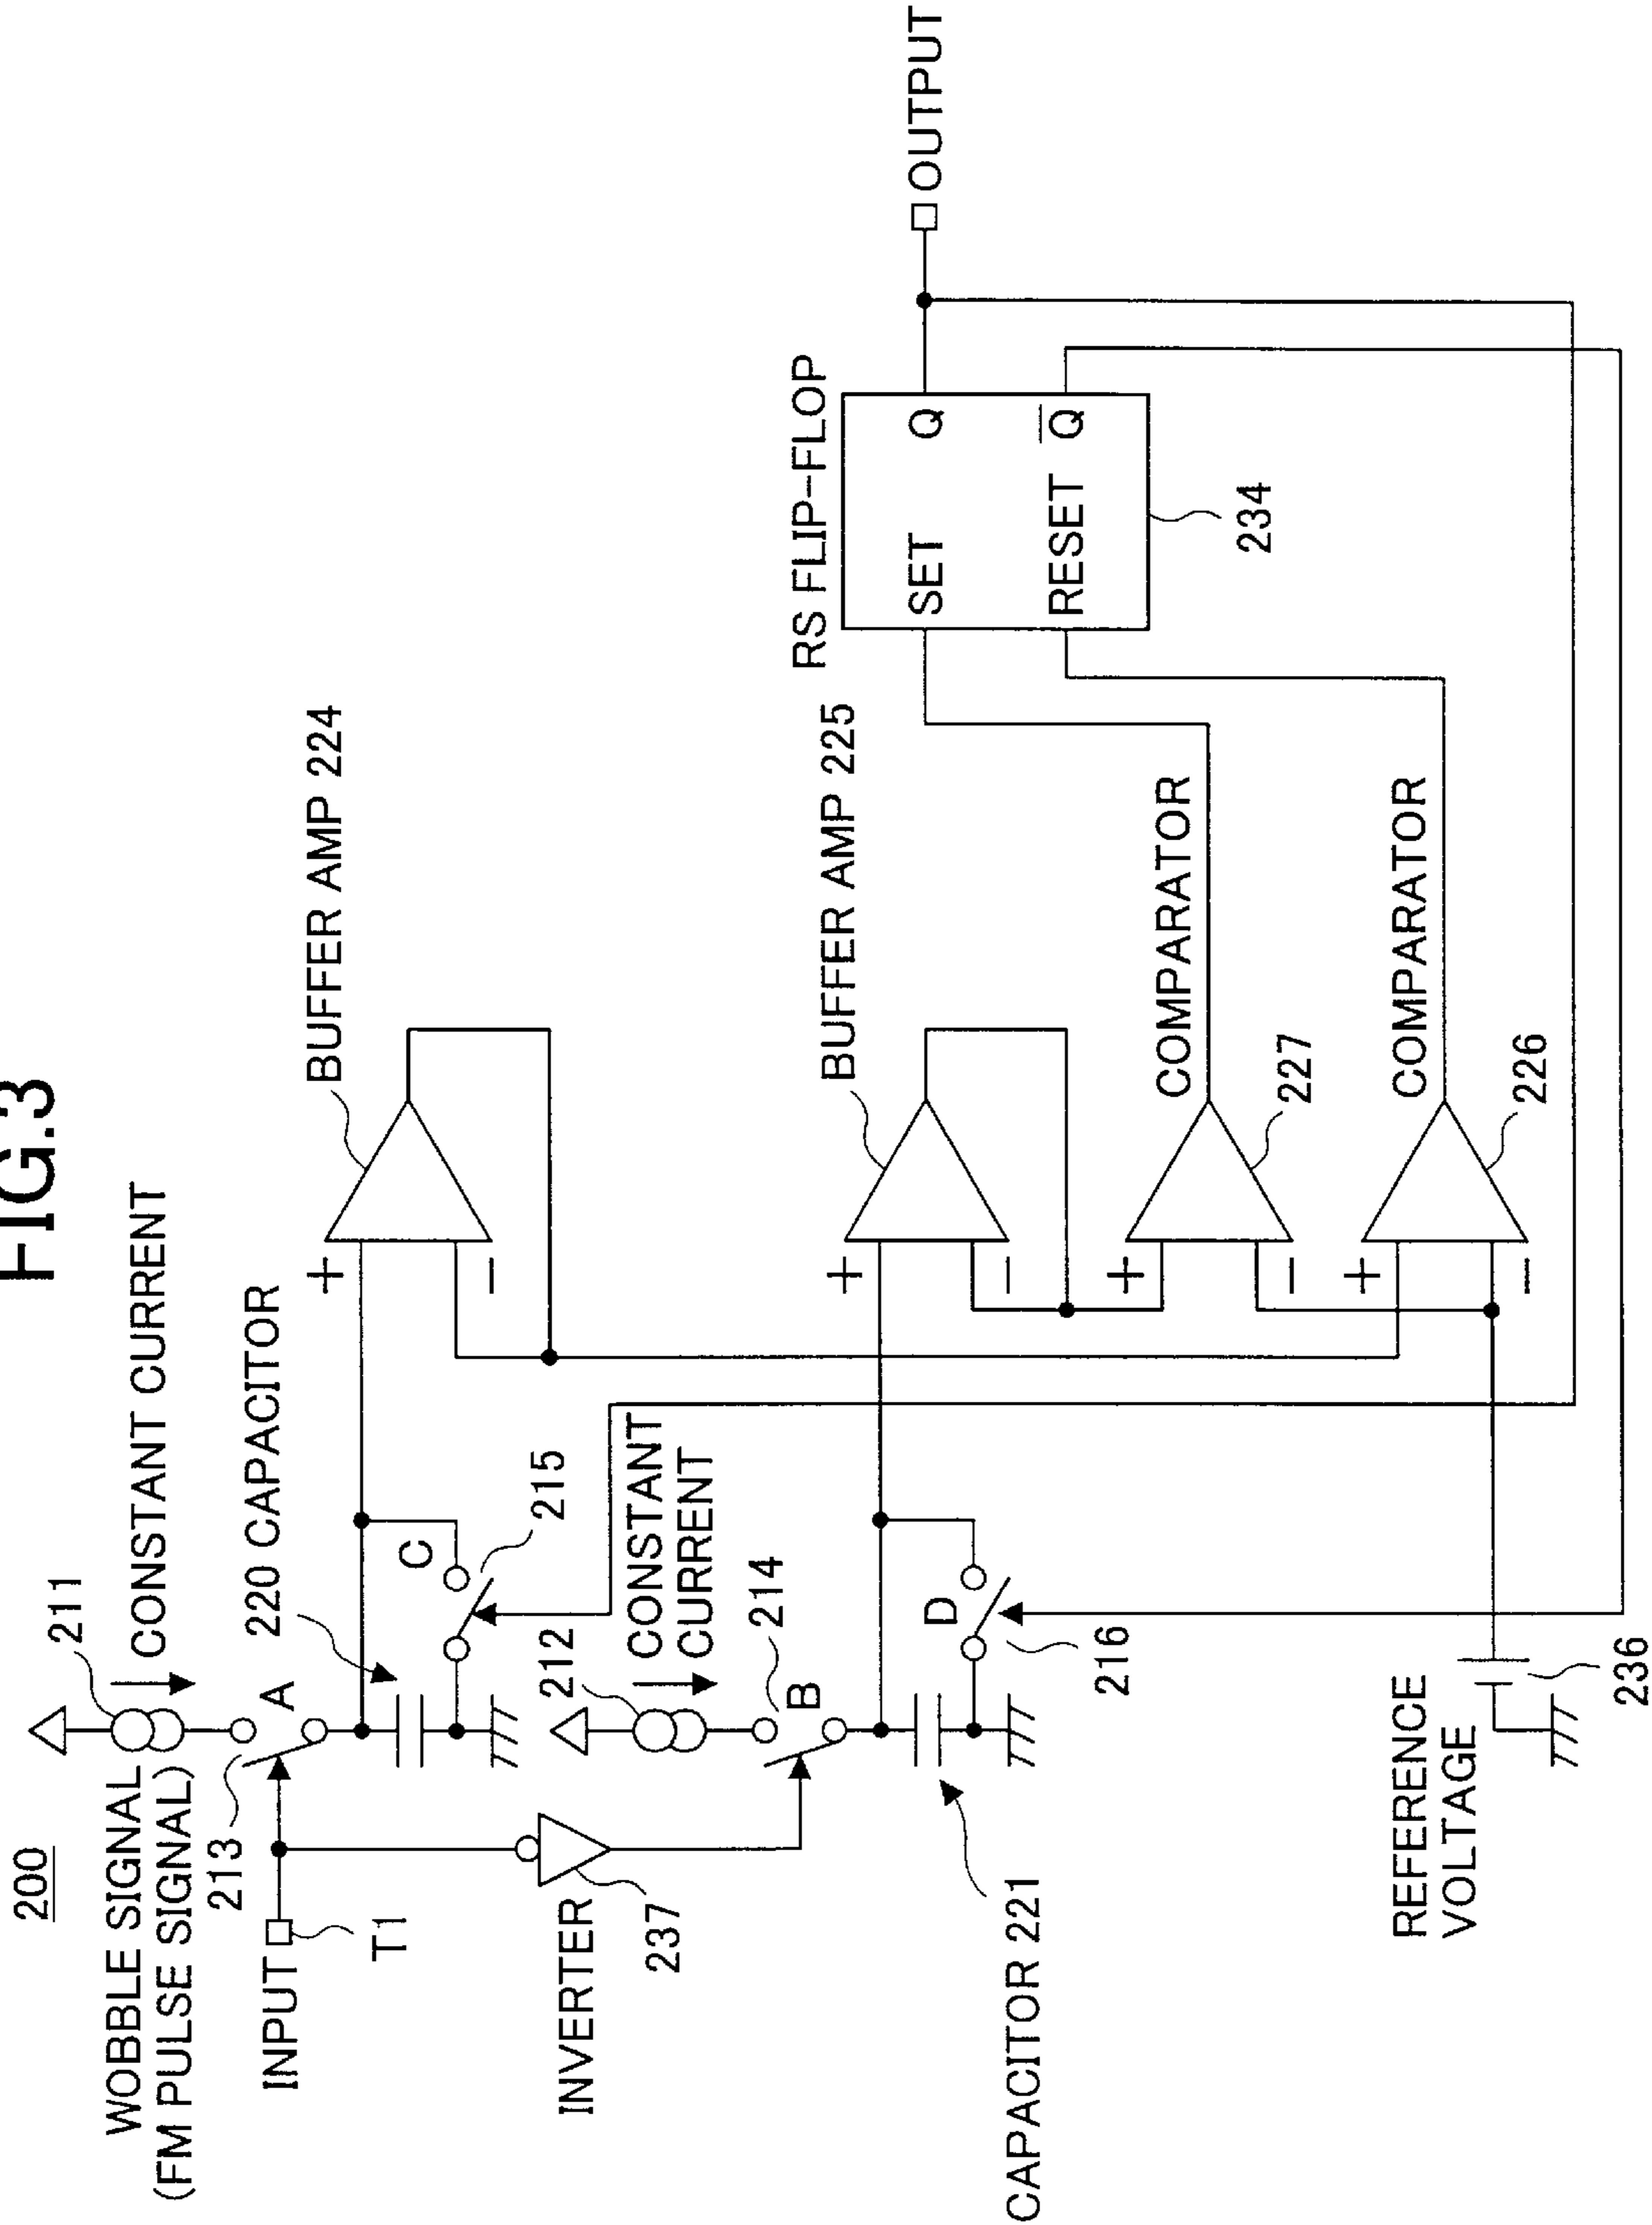 FIG.3
200
WOBBLE SIGNAL
(FM PULSE SIGNAL)
211
CONSTANT CURRENT
213
A
INPUT
T1
220 CAPACITOR
C
215
BUFFER AMP 224
+
−
INVERTER
237
212
CONSTANT
CURRENT
214
B
D
216
CAPACITOR 221
BUFFER AMP 225
+
−
COMPARATOR
+
−
227
COMPARATOR
+
−
226
REFERENCE
VOLTAGE
236
RS FLIP-FLOP
SET
Q
RESET
Q̅
234
OUTPUT